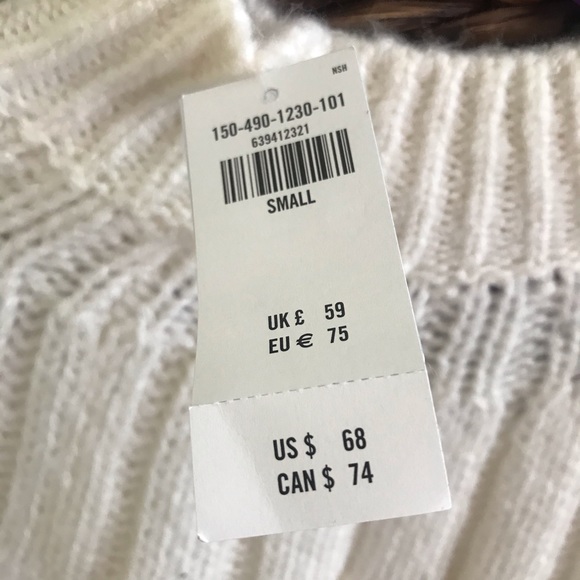 NSH
150-490-1230-101
639412321
SMALL
UK £ 59
EU € 75
US $ 68
CAN $ 74